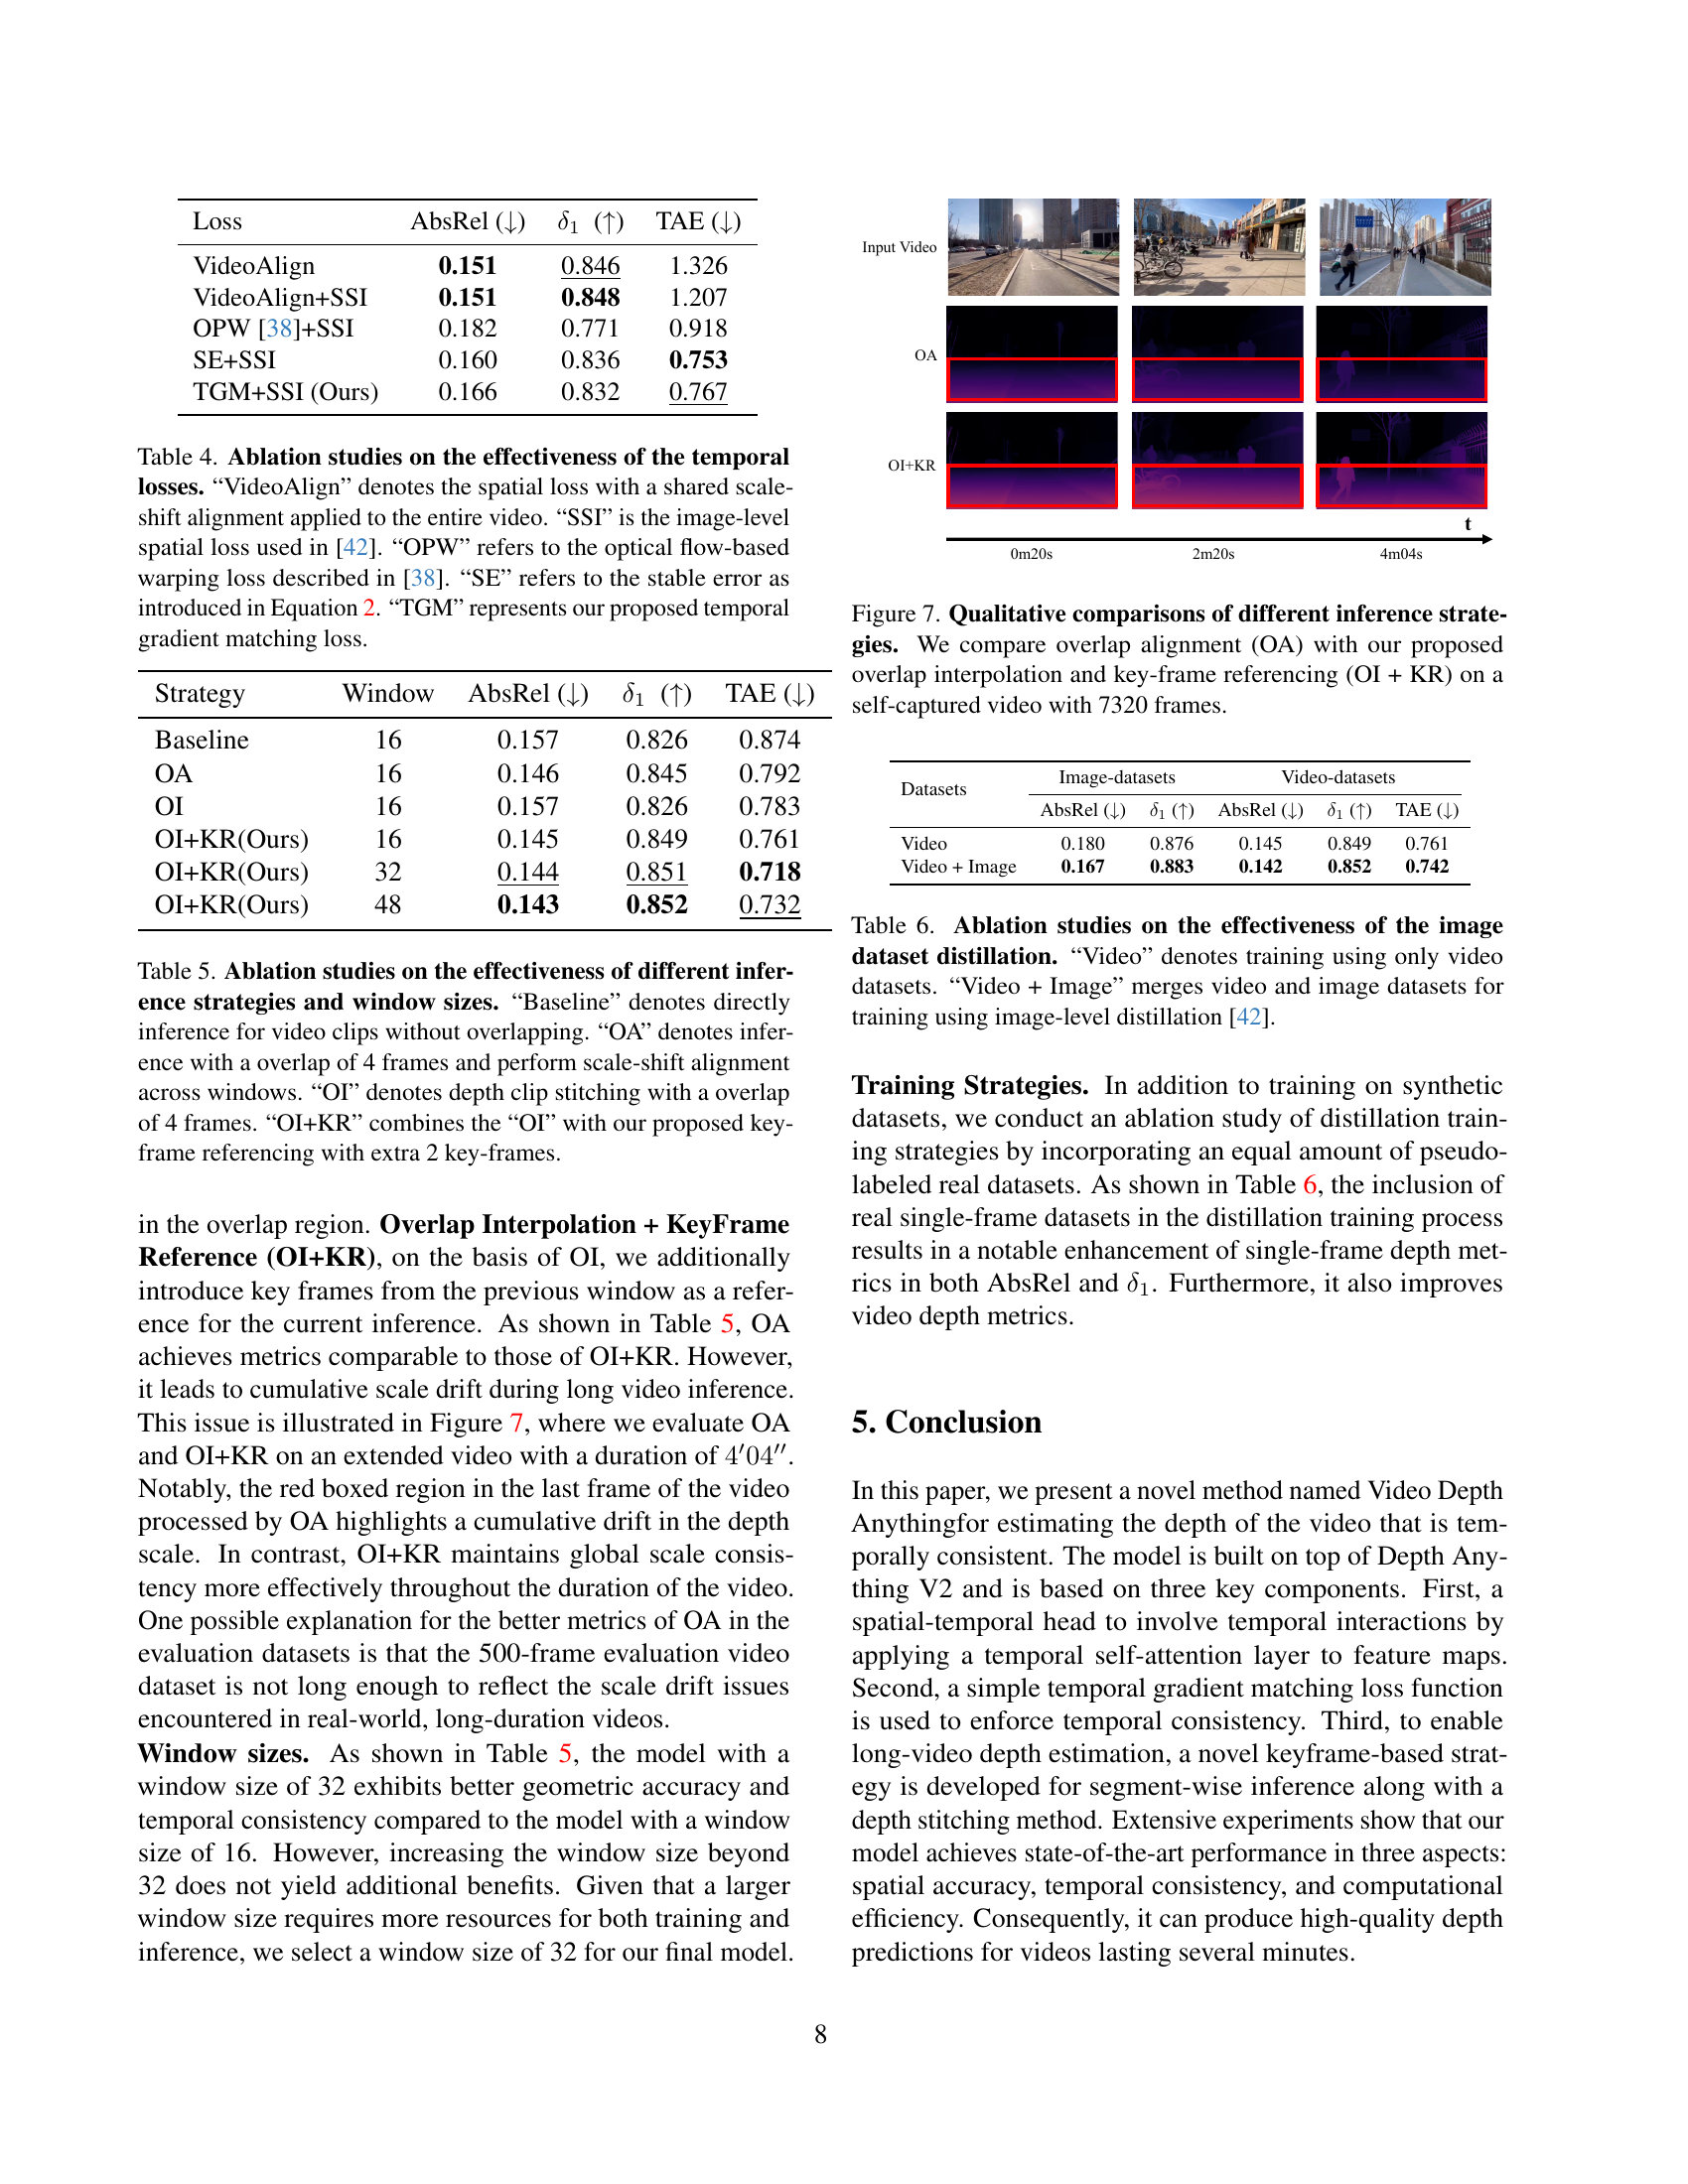 Loss AbsRel (↓) δ1 (↑) TAE (↓)
VideoAlign 0.151 0.846 1.326
VideoAlign+SSI 0.151 0.848 1.207
OPW [38]+SSI 0.182 0.771 0.918
SE+SSI 0.160 0.836 0.753
TGM+SSI (Ours) 0.166 0.832 0.767
Table 4. Ablation studies on the effectiveness of the temporal
losses. “VideoAlign” denotes the spatial loss with a shared scale-
shift alignment applied to the entire video. “SSI” is the image-level
spatial loss used in [42]. “OPW” refers to the optical flow-based
warping loss described in [38]. “SE” refers to the stable error as
introduced in Equation 2. “TGM” represents our proposed temporal
gradient matching loss.
Strategy Window AbsRel (↓) δ1 (↑) TAE (↓)
Baseline 16 0.157 0.826 0.874
OA 16 0.146 0.845 0.792
OI 16 0.157 0.826 0.783
OI+KR(Ours) 16 0.145 0.849 0.761
OI+KR(Ours) 32 0.144 0.851 0.718
OI+KR(Ours) 48 0.143 0.852 0.732
Table 5. Ablation studies on the effectiveness of different infer-
ence strategies and window sizes. “Baseline” denotes directly
inference for video clips without overlapping. “OA” denotes infer-
ence with a overlap of 4 frames and perform scale-shift alignment
across windows. “OI” denotes depth clip stitching with a overlap
of 4 frames. “OI+KR” combines the “OI” with our proposed key-
frame referencing with extra 2 key-frames.
in the overlap region. Overlap Interpolation + KeyFrame
Reference (OI+KR), on the basis of OI, we additionally
introduce key frames from the previous window as a refer-
ence for the current inference. As shown in Table 5, OA
achieves metrics comparable to those of OI+KR. However,
it leads to cumulative scale drift during long video inference.
This issue is illustrated in Figure 7, where we evaluate OA
and OI+KR on an extended video with a duration of 4′04″.
Notably, the red boxed region in the last frame of the video
processed by OA highlights a cumulative drift in the depth
scale. In contrast, OI+KR maintains global scale consis-
tency more effectively throughout the duration of the video.
One possible explanation for the better metrics of OA in the
evaluation datasets is that the 500-frame evaluation video
dataset is not long enough to reflect the scale drift issues
encountered in real-world, long-duration videos.
Window sizes. As shown in Table 5, the model with a
window size of 32 exhibits better geometric accuracy and
temporal consistency compared to the model with a window
size of 16. However, increasing the window size beyond
32 does not yield additional benefits. Given that a larger
window size requires more resources for both training and
inference, we select a window size of 32 for our final model.
Input Video
OA
OI+KR
t
0m20s 2m20s 4m04s
Figure 7. Qualitative comparisons of different inference strate-
gies. We compare overlap alignment (OA) with our proposed
overlap interpolation and key-frame referencing (OI + KR) on a
self-captured video with 7320 frames.
Datasets Image-datasets Video-datasets
AbsRel (↓) δ1 (↑) AbsRel (↓) δ1 (↑) TAE (↓)
Video 0.180 0.876 0.145 0.849 0.761
Video + Image 0.167 0.883 0.142 0.852 0.742
Table 6. Ablation studies on the effectiveness of the image
dataset distillation. “Video” denotes training using only video
datasets. “Video + Image” merges video and image datasets for
training using image-level distillation [42].
Training Strategies. In addition to training on synthetic
datasets, we conduct an ablation study of distillation train-
ing strategies by incorporating an equal amount of pseudo-
labeled real datasets. As shown in Table 6, the inclusion of
real single-frame datasets in the distillation training process
results in a notable enhancement of single-frame depth met-
rics in both AbsRel and δ1. Furthermore, it also improves
video depth metrics.
5. Conclusion
In this paper, we present a novel method named Video Depth
Anythingfor estimating the depth of the video that is tem-
porally consistent. The model is built on top of Depth Any-
thing V2 and is based on three key components. First, a
spatial-temporal head to involve temporal interactions by
applying a temporal self-attention layer to feature maps.
Second, a simple temporal gradient matching loss function
is used to enforce temporal consistency. Third, to enable
long-video depth estimation, a novel keyframe-based strat-
egy is developed for segment-wise inference along with a
depth stitching method. Extensive experiments show that our
model achieves state-of-the-art performance in three aspects:
spatial accuracy, temporal consistency, and computational
efficiency. Consequently, it can produce high-quality depth
predictions for videos lasting several minutes.
8